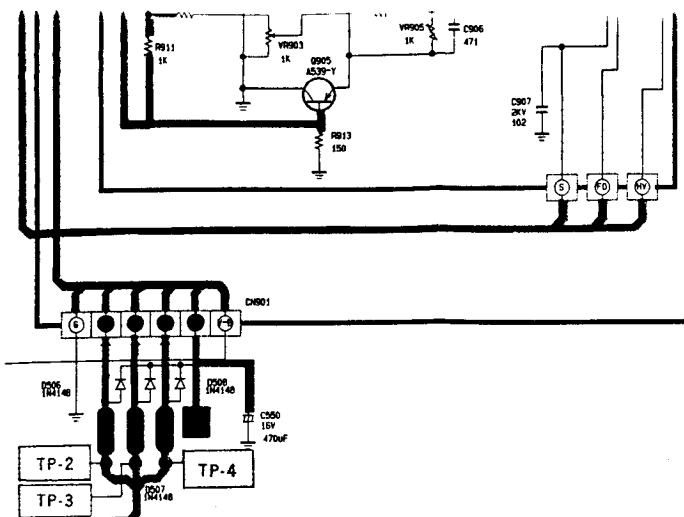 R911
1K
VR903
1K
Q905
A539-Y
VR905
1K
C906
471
R913
150
C907
2KV
102
S
FD
HV
CN901
G
D506
1N4148
D508
1N4148
C550
16V
470uF
TP-2
TP-3
TP-4
D507
1N4148